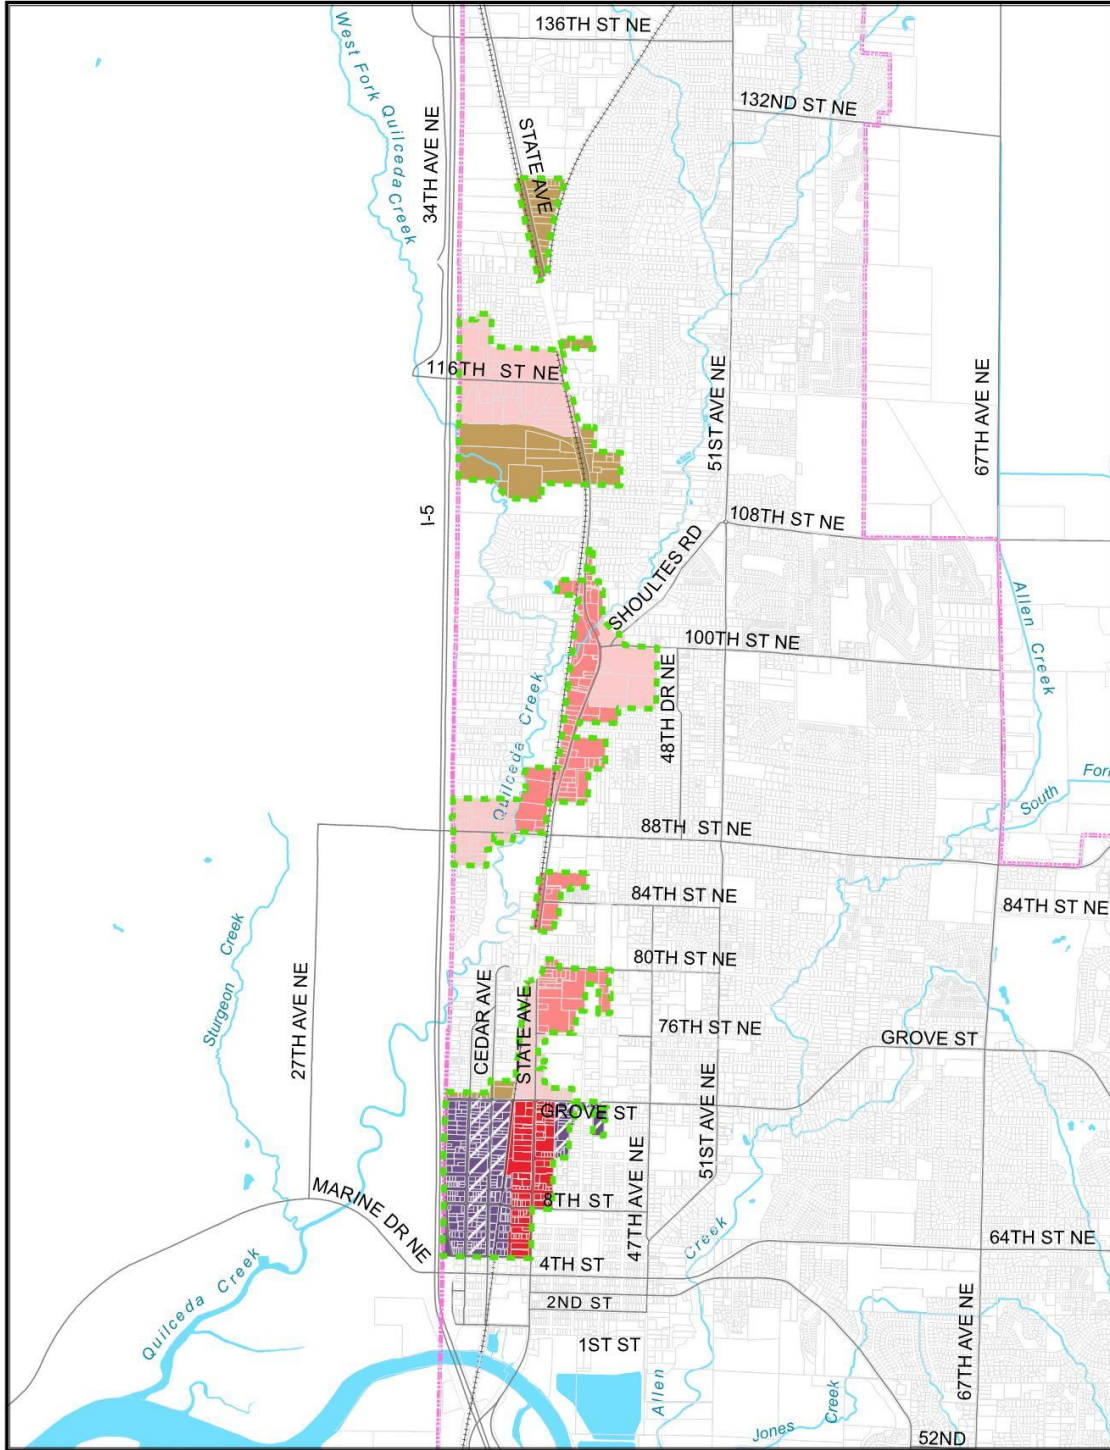 136TH ST NE
West Fork Quilceda Creek
34TH AVE NE
STATE AVE
132ND ST NE
116TH ST NE
51ST AVE NE
67TH AVE NE
I-5
108TH ST NE
SHOULTES RD
100TH ST NE
Allen Creek
48TH DR NE
Quilceda Creek
South
88TH ST NE
84TH ST NE
84TH ST NE
Sturgeon Creek
80TH ST NE
27TH AVE NE
CEDAR AVE
STATE AVE
76TH ST NE
GROVE ST
51ST AVE NE
GROVE ST
47TH AVE NE
8TH ST
MARINE DR NE
64TH ST NE
4TH ST
Creek
Quilceda Creek
2ND ST
67TH AVE NE
1ST ST
Allen
Creek
Jones
52ND